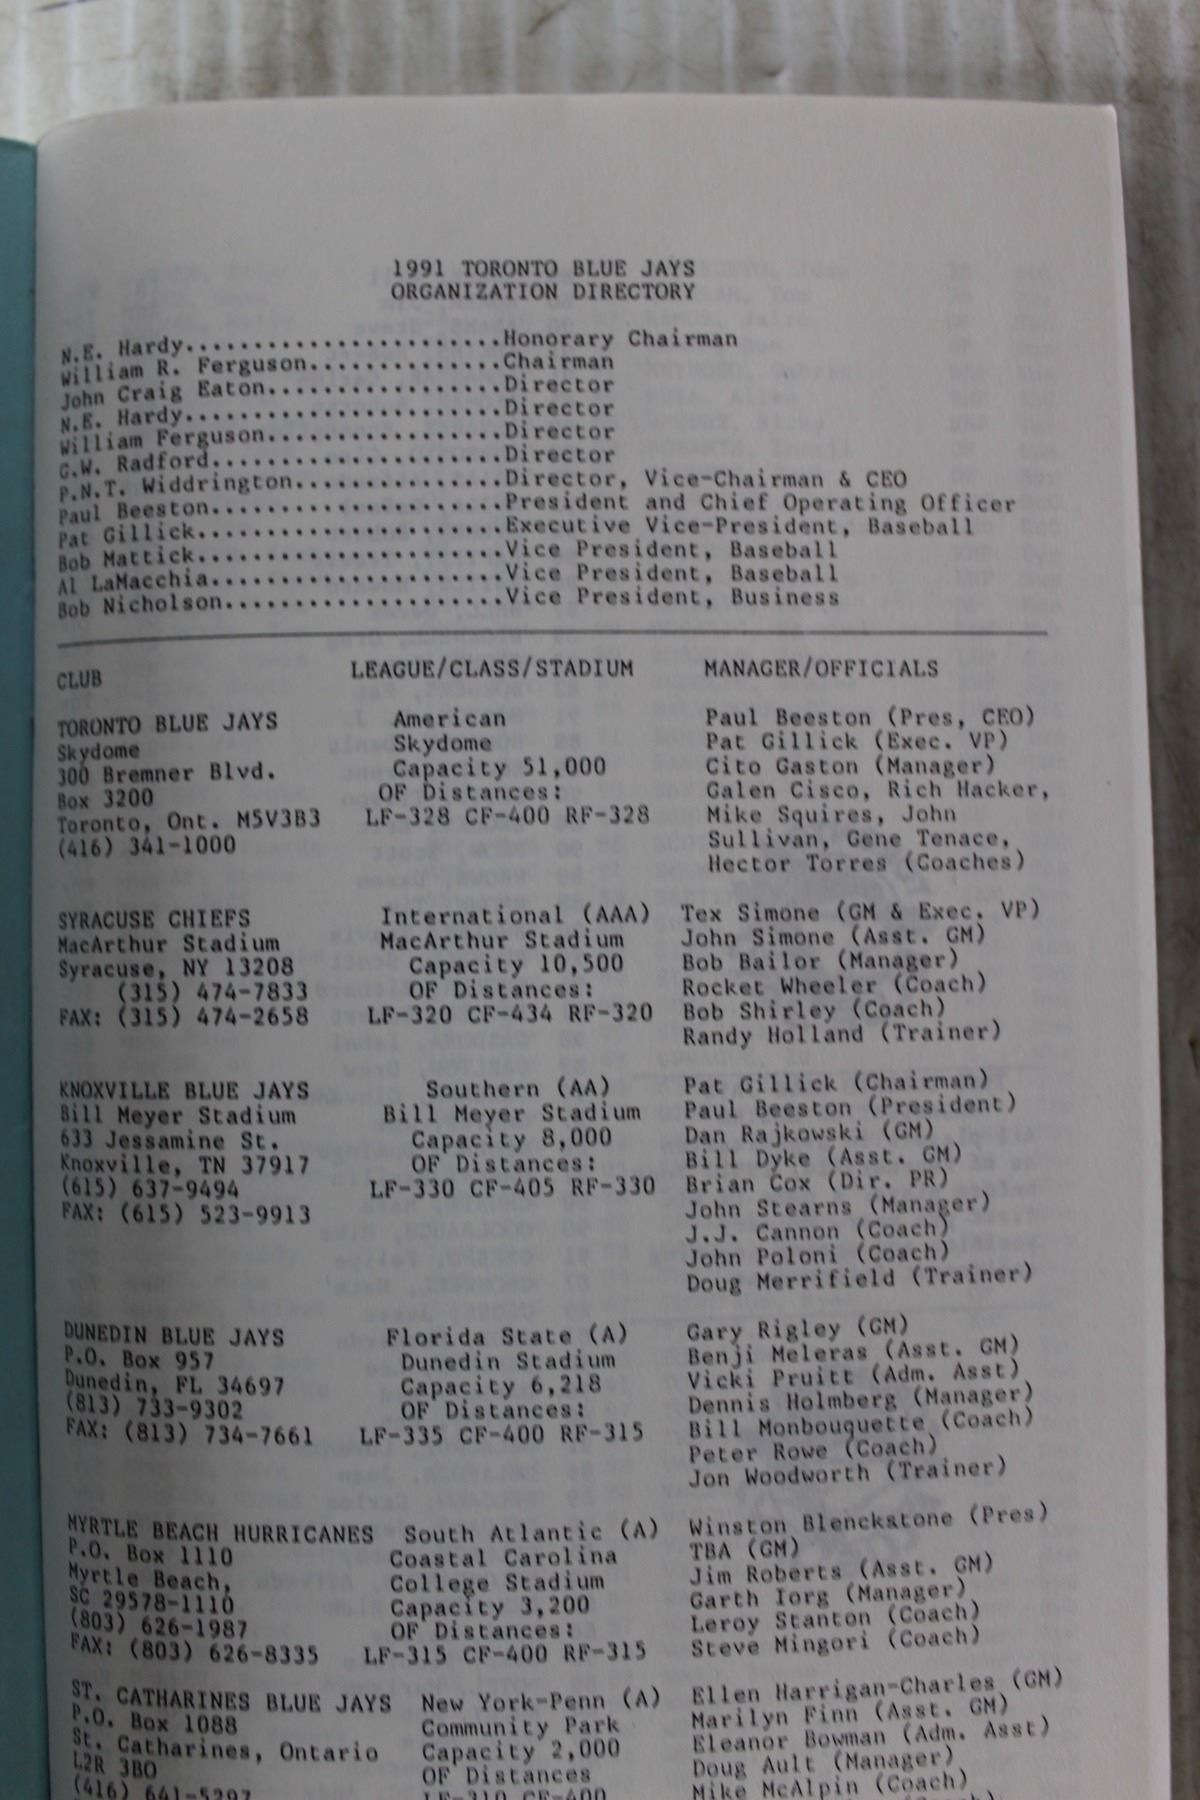 1991 TORONTO BLUE JAYS
ORGANIZATION DIRECTORY
N.E. Hardy.......................Honorary Chairman
William R. Ferguson..............Chairman
John Craig Eaton.................Director
N.E. Hardy.......................Director
William Ferguson.................Director
G.W. Radford.....................Director
P.N.T. Widdrington...............Director, Vice-Chairman & CEO
Paul Beeston.....................President and Chief Operating Officer
Pat Gillick......................Executive Vice-President, Baseball
Bob Mattick......................Vice President, Baseball
Al LaMacchia.....................Vice President, Baseball
Bob Nicholson....................Vice President, Business
CLUB LEAGUE/CLASS/STADIUM MANAGER/OFFICIALS
TORONTO BLUE JAYS American Paul Beeston (Pres, CEO)
Skydome Skydome Pat Gillick (Exec. VP)
300 Bremner Blvd. Capacity 51,000 Cito Gaston (Manager)
Box 3200 OF Distances: Galen Cisco, Rich Hacker,
Toronto, Ont. M5V3B3 LF-328 CF-400 RF-328 Mike Squires, John
(416) 341-1000 Sullivan, Gene Tenace,
Hector Torres (Coaches)
SYRACUSE CHIEFS International (AAA) Tex Simone (GM & Exec. VP)
MacArthur Stadium MacArthur Stadium John Simone (Asst. GM)
Syracuse, NY 13208 Capacity 10,500 Bob Bailor (Manager)
(315) 474-7833 OF Distances: Rocket Wheeler (Coach)
FAX: (315) 474-2658 LF-320 CF-434 RF-320 Bob Shirley (Coach)
Randy Holland (Trainer)
KNOXVILLE BLUE JAYS Southern (AA) Pat Gillick (Chairman)
Bill Meyer Stadium Bill Meyer Stadium Paul Beeston (President)
633 Jessamine St. Capacity 8,000 Dan Rajkowski (GM)
Knoxville, TN 37917 OF Distances: Bill Dyke (Asst. GM)
(615) 637-9494 LF-330 CF-405 RF-330 Brian Cox (Dir. PR)
FAX: (615) 523-9913 John Stearns (Manager)
J.J. Cannon (Coach)
John Poloni (Coach)
Doug Merrifield (Trainer)
DUNEDIN BLUE JAYS Florida State (A) Gary Rigley (GM)
P.O. Box 957 Dunedin Stadium Benji Meleras (Asst. GM)
Dunedin, FL 34697 Capacity 6,218 Vicki Pruitt (Adm. Asst)
(813) 733-9302 OF Distances: Dennis Holmberg (Manager)
FAX: (813) 734-7661 LF-335 CF-400 RF-315 Bill Monbouquette (Coach)
Peter Rowe (Coach)
Jon Woodworth (Trainer)
MYRTLE BEACH HURRICANES South Atlantic (A) Winston Blenckstone (Pres)
P.O. Box 1110 Coastal Carolina TBA (GM)
Myrtle Beach, College Stadium Jim Roberts (Asst. GM)
SC 29578-1110 Capacity 3,200 Garth Iorg (Manager)
(803) 626-1987 OF Distances: Leroy Stanton (Coach)
FAX: (803) 626-8335 LF-315 CF-400 RF-315 Steve Mingori (Coach)
ST. CATHARINES BLUE JAYS New York-Penn (A) Ellen Harrigan-Charles (GM)
P.O. Box 1088 Community Park Marilyn Finn (Asst. GM)
St. Catharines, Ontario Capacity 2,000 Eleanor Bowman (Adm. Asst)
L2R 3B0 OF Distances Doug Ault (Manager)
(416) 641-5297 LF-310 CF-400 Mike McAlpin (Coach)